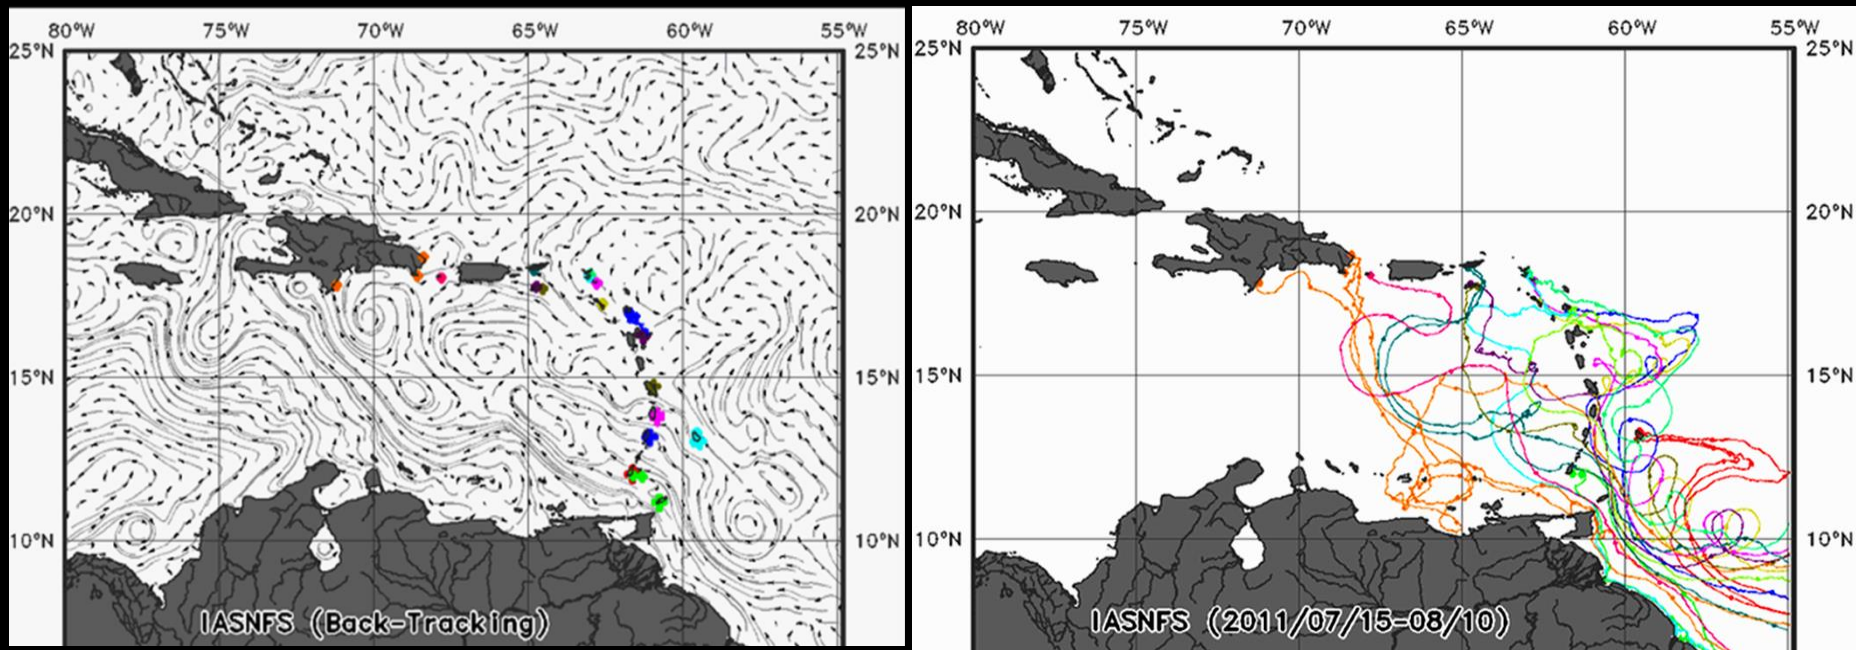 80°W 75°W 70°W 65°W 60°W 55°W
25°N 25°N
20°N 20°N
15°N 15°N
10°N 10°N
IASNFS (Back-Tracking)
80°W 75°W 70°W 65°W 60°W 55°W
25°N 25°N
20°N 20°N
15°N 15°N
10°N 10°N
IASNFS (2011/07/15-08/10)